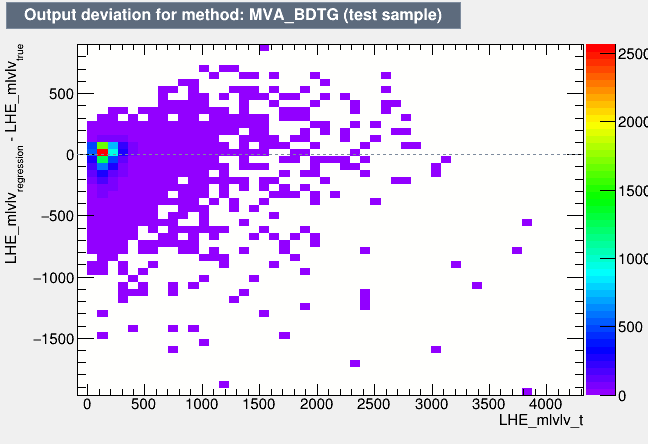 Output deviation for method: MVA_BDTG (test sample)
LHE_mlvlv_regression - LHE_mlvlv_true
500
0
−500
−1000
−1500
0 500 1000 1500 2000 2500 3000 3500 4000
LHE_mlvlv_t
2500
2000
1500
1000
500
0